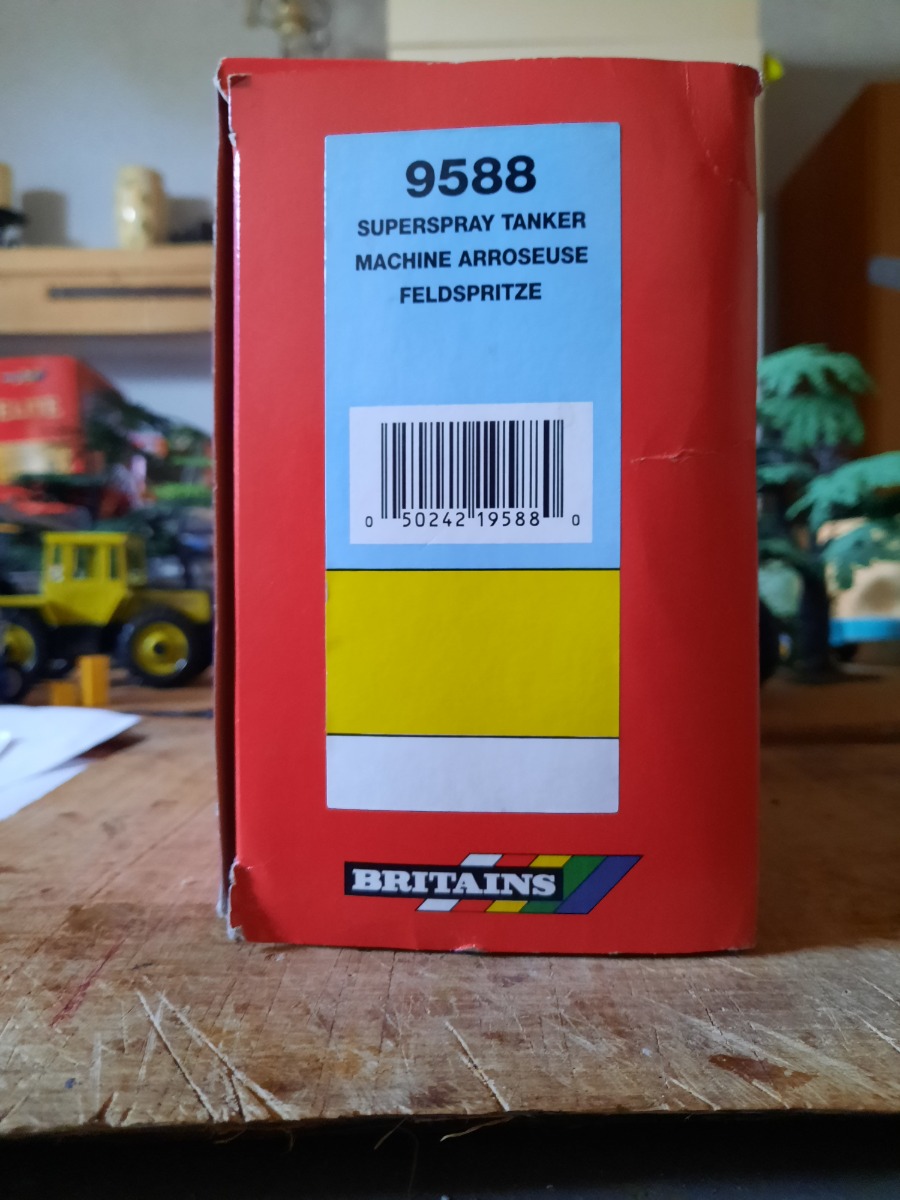 9588
SUPERSPRAY TANKER
MACHINE ARROSEUSE
FELDSPRITZE
0 50242 19588 0
BRITAINS